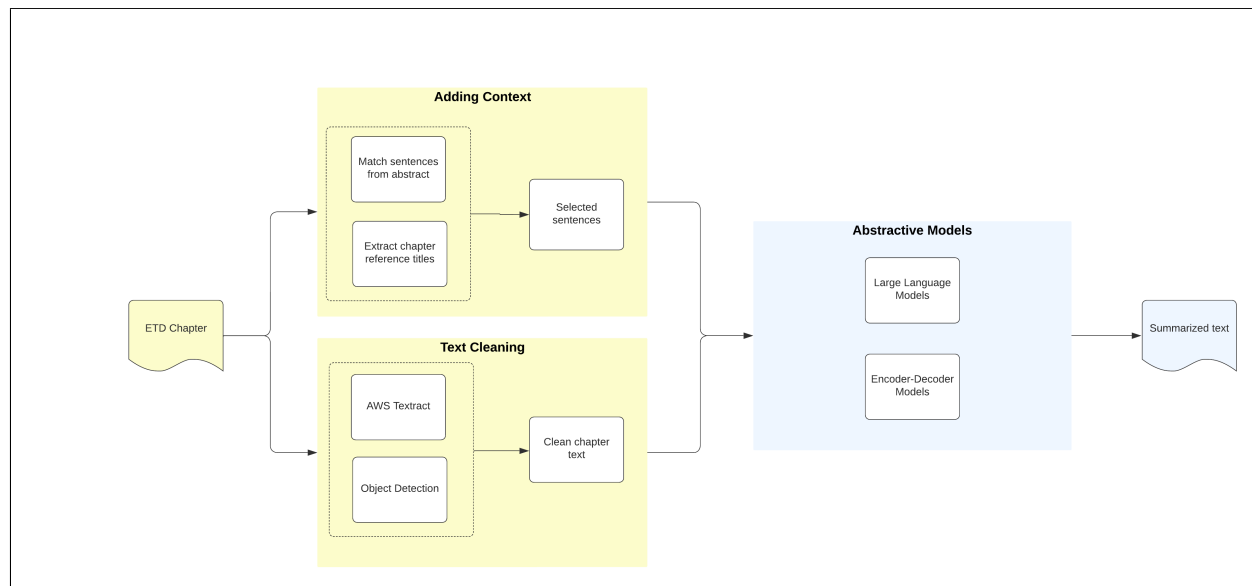 Adding Context
Match sentences
from abstract
Extract chapter
reference titles
Selected
sentences
ETD Chapter
Text Cleaning
AWS Textract
Object Detection
Clean chapter
text
Abstractive Models
Large Language
Models
Encoder-Decoder
Models
Summarized text